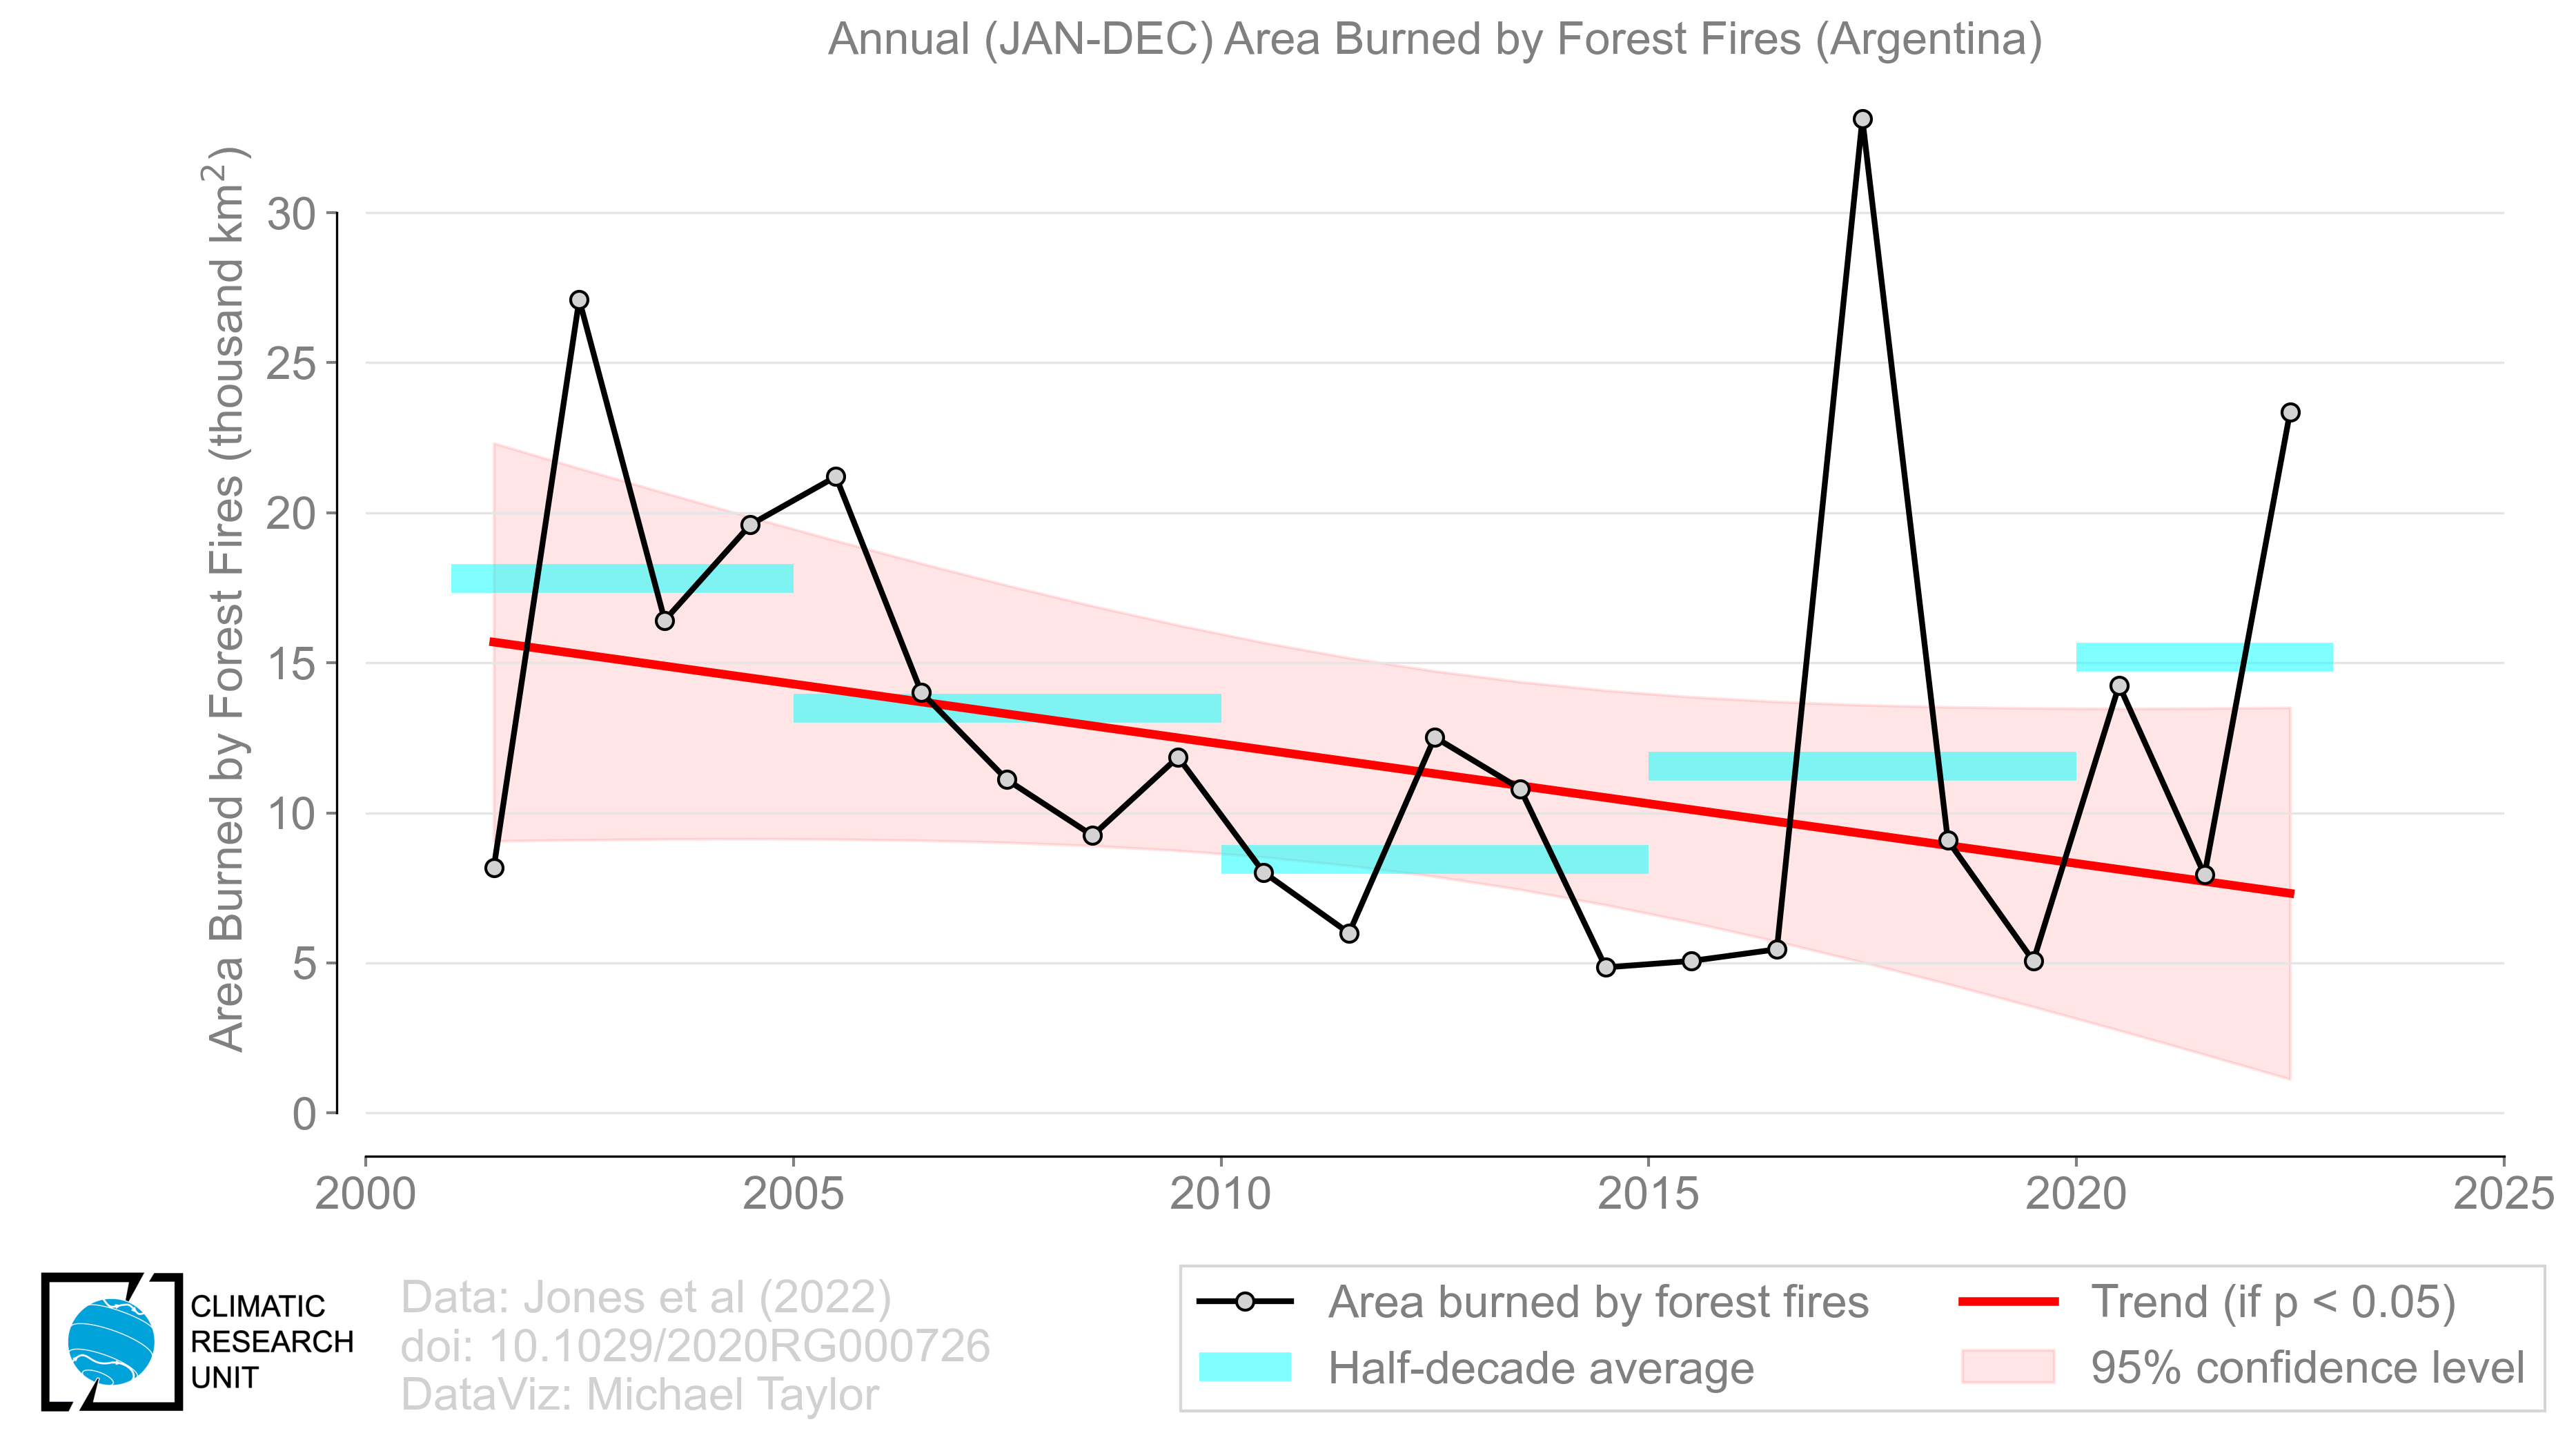 Annual (JAN-DEC) Area Burned by Forest Fires (Argentina)
Area Burned by Forest Fires (thousand km²)
30
25
20
15
10
5
0
2000 2005 2010 2015 2020 2025
CLIMATIC
RESEARCH
UNIT
Data: Jones et al (2022)
doi: 10.1029/2020RG000726
DataViz: Michael Taylor
Area burned by forest fires
Half-decade average
Trend (if p < 0.05)
95% confidence level